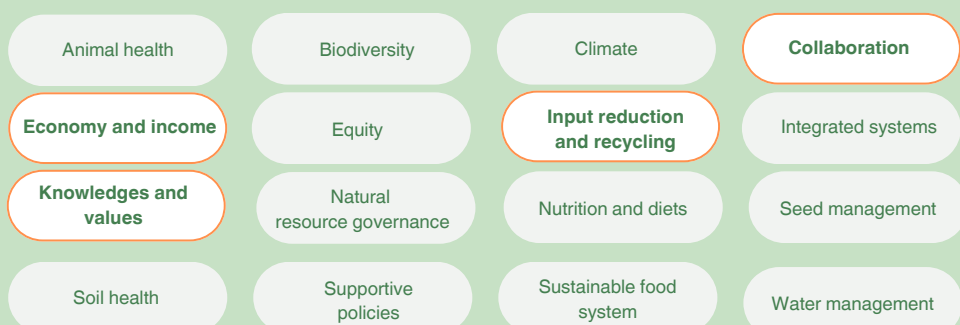 Animal health
Biodiversity
Climate
Collaboration
Economy and income
Equity
Input reduction
and recycling
Integrated systems
Knowledges and
values
Natural
resource governance
Nutrition and diets
Seed management
Soil health
Supportive
policies
Sustainable food
system
Water management